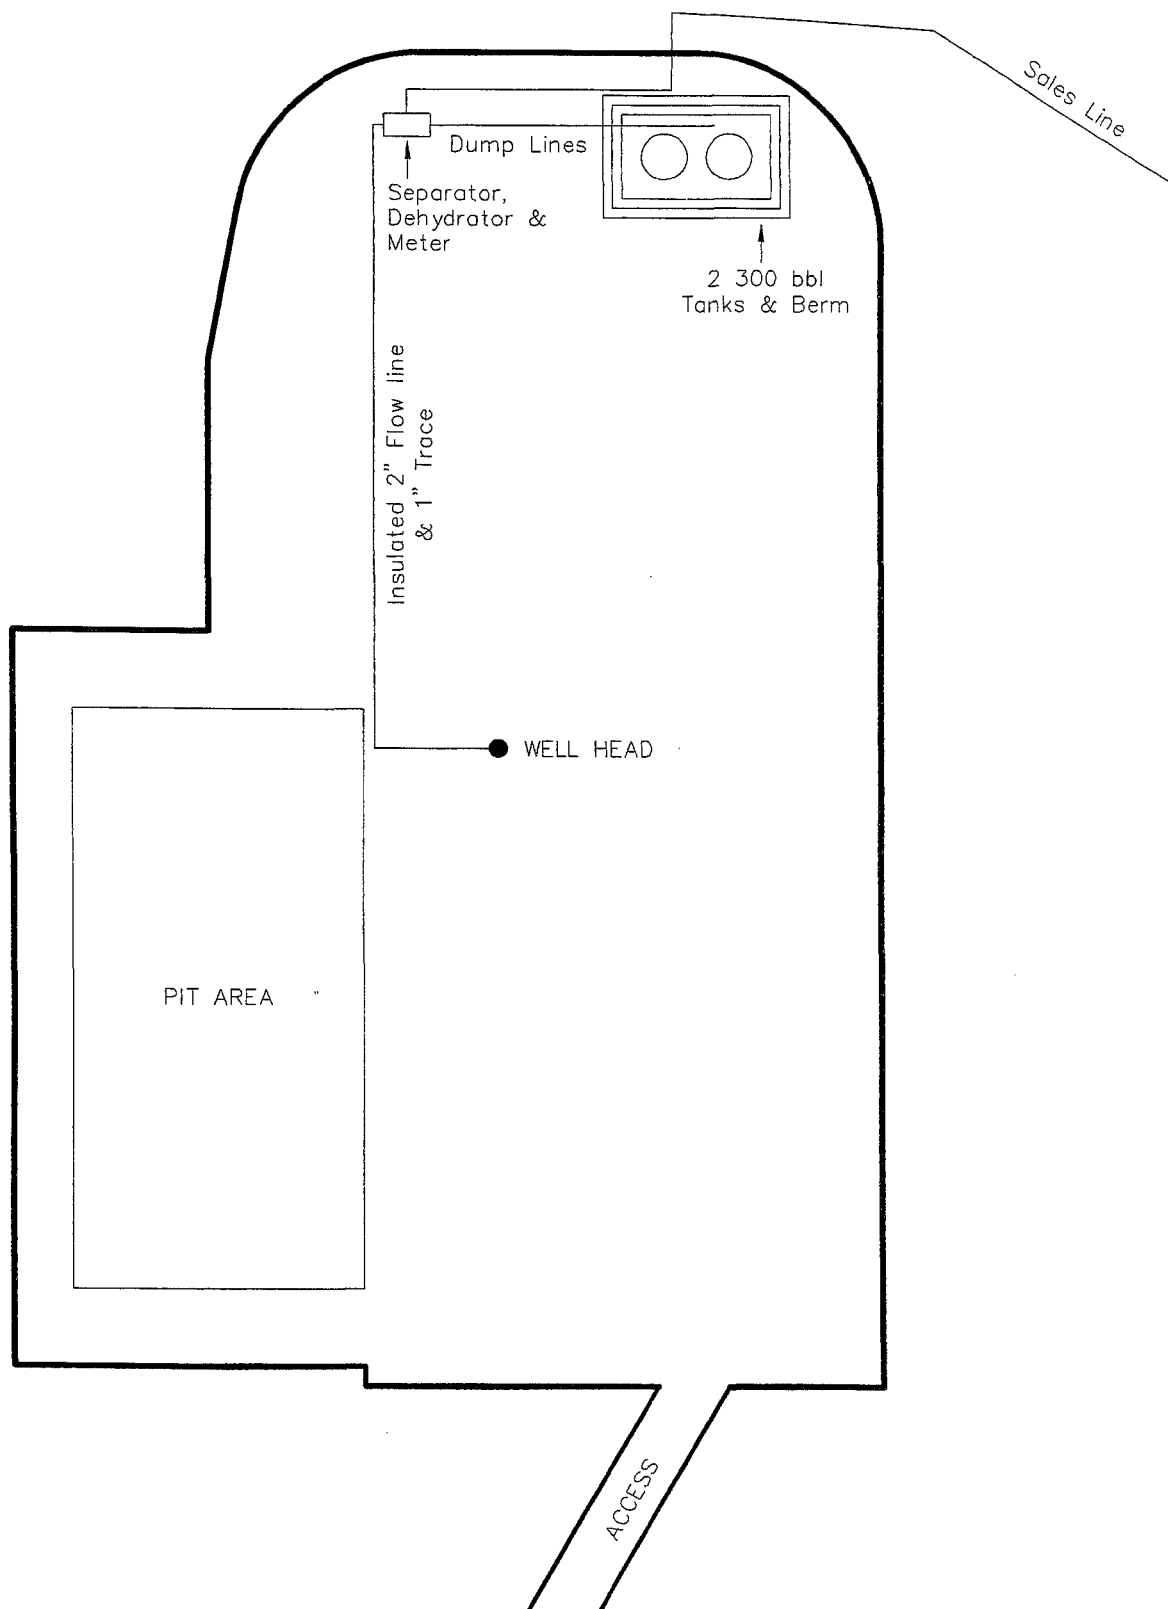 Sales Line
Dump Lines
Separator,
Dehydrator &
Meter
2 300 bbl
Tanks & Berm
Insulated 2" Flow line
& 1" Trace
WELL HEAD
PIT AREA
ACCESS